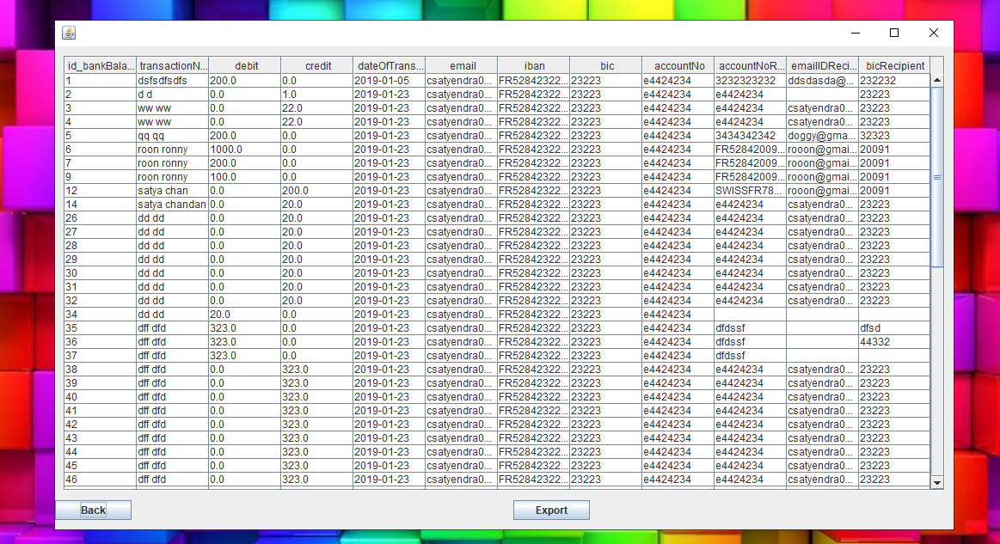 id_bankBala... transactionN... debit credit dateOfTrans... email iban bic accountNo accountNoR... emailIDReci... bicRecipient
1 dsfsdfsdfs 200.0 0.0 2019-01-05 csatyendra0... FR52842322... 23223 e4424234 3232323232 ddsdasda@... 232232
2 d d 0.0 1.0 2019-01-23 csatyendra0... FR52842322... 23223 e4424234 e4424234 23223
3 ww ww 0.0 22.0 2019-01-23 csatyendra0... FR52842322... 23223 e4424234 e4424234 csatyendra0... 23223
4 ww ww 0.0 22.0 2019-01-23 csatyendra0... FR52842322... 23223 e4424234 e4424234 csatyendra0... 23223
5 qq qq 200.0 0.0 2019-01-23 csatyendra0... FR52842322... 23223 e4424234 3434342342 doggy@gma... 32323
6 roon ronny 1000.0 0.0 2019-01-23 csatyendra0... FR52842322... 23223 e4424234 FR52842009... rooon@gmai... 20091
7 roon ronny 200.0 0.0 2019-01-23 csatyendra0... FR52842322... 23223 e4424234 FR52842009... rooon@gmai... 20091
9 roon ronny 100.0 0.0 2019-01-23 csatyendra0... FR52842322... 23223 e4424234 FR52842009... rooon@gmai... 20091
12 satya chan 0.0 200.0 2019-01-23 csatyendra0... FR52842322... 23223 e4424234 SWISSFR78... rooon@gmai... 20091
14 satya chandan 0.0 20.0 2019-01-23 csatyendra0... FR52842322... 23223 e4424234 e4424234 csatyendra0... 23223
26 dd dd 0.0 20.0 2019-01-23 csatyendra0... FR52842322... 23223 e4424234 e4424234 csatyendra0... 23223
27 dd dd 0.0 20.0 2019-01-23 csatyendra0... FR52842322... 23223 e4424234 e4424234 csatyendra0... 23223
28 dd dd 0.0 20.0 2019-01-23 csatyendra0... FR52842322... 23223 e4424234 e4424234 csatyendra0... 23223
29 dd dd 0.0 20.0 2019-01-23 csatyendra0... FR52842322... 23223 e4424234 e4424234 csatyendra0... 23223
30 dd dd 0.0 20.0 2019-01-23 csatyendra0... FR52842322... 23223 e4424234 e4424234 csatyendra0... 23223
31 dd dd 0.0 20.0 2019-01-23 csatyendra0... FR52842322... 23223 e4424234 e4424234 csatyendra0... 23223
32 dd dd 0.0 20.0 2019-01-23 csatyendra0... FR52842322... 23223 e4424234 e4424234 csatyendra0... 23223
34 dd dd 20.0 0.0 2019-01-23 csatyendra0... FR52842322... 23223 e4424234
35 dff dfd 323.0 0.0 2019-01-23 csatyendra0... FR52842322... 23223 e4424234 dfdssf dfsd
36 dff dfd 323.0 0.0 2019-01-23 csatyendra0... FR52842322... 23223 e4424234 dfdssf 44332
37 dff dfd 323.0 0.0 2019-01-23 csatyendra0... FR52842322... 23223 e4424234 dfdssf
38 dff dfd 0.0 323.0 2019-01-23 csatyendra0... FR52842322... 23223 e4424234 e4424234 csatyendra0... 23223
39 dff dfd 0.0 323.0 2019-01-23 csatyendra0... FR52842322... 23223 e4424234 e4424234 csatyendra0... 23223
40 dff dfd 0.0 323.0 2019-01-23 csatyendra0... FR52842322... 23223 e4424234 e4424234 csatyendra0... 23223
41 dff dfd 0.0 323.0 2019-01-23 csatyendra0... FR52842322... 23223 e4424234 e4424234 csatyendra0... 23223
42 dff dfd 0.0 323.0 2019-01-23 csatyendra0... FR52842322... 23223 e4424234 e4424234 csatyendra0... 23223
43 dff dfd 0.0 323.0 2019-01-23 csatyendra0... FR52842322... 23223 e4424234 e4424234 csatyendra0... 23223
44 dff dfd 0.0 323.0 2019-01-23 csatyendra0... FR52842322... 23223 e4424234 e4424234 csatyendra0... 23223
45 dff dfd 0.0 323.0 2019-01-23 csatyendra0... FR52842322... 23223 e4424234 e4424234 csatyendra0... 23223
46 dff dfd 0.0 323.0 2019-01-23 csatyendra0... FR52842322... 23223 e4424234 e4424234 csatyendra0... 23223
Back Export